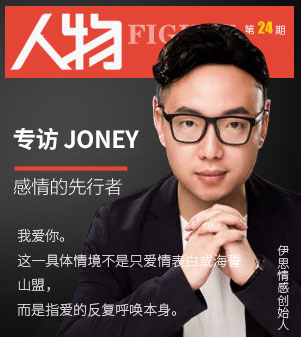 人物
FIGU
第24期
专访 JONEY
感情的先行者
我爱你。
这一具体情境不是只爱情表白或海誓
山盟，
而是指爱的反复呼唤本身。
伊思情感创始人